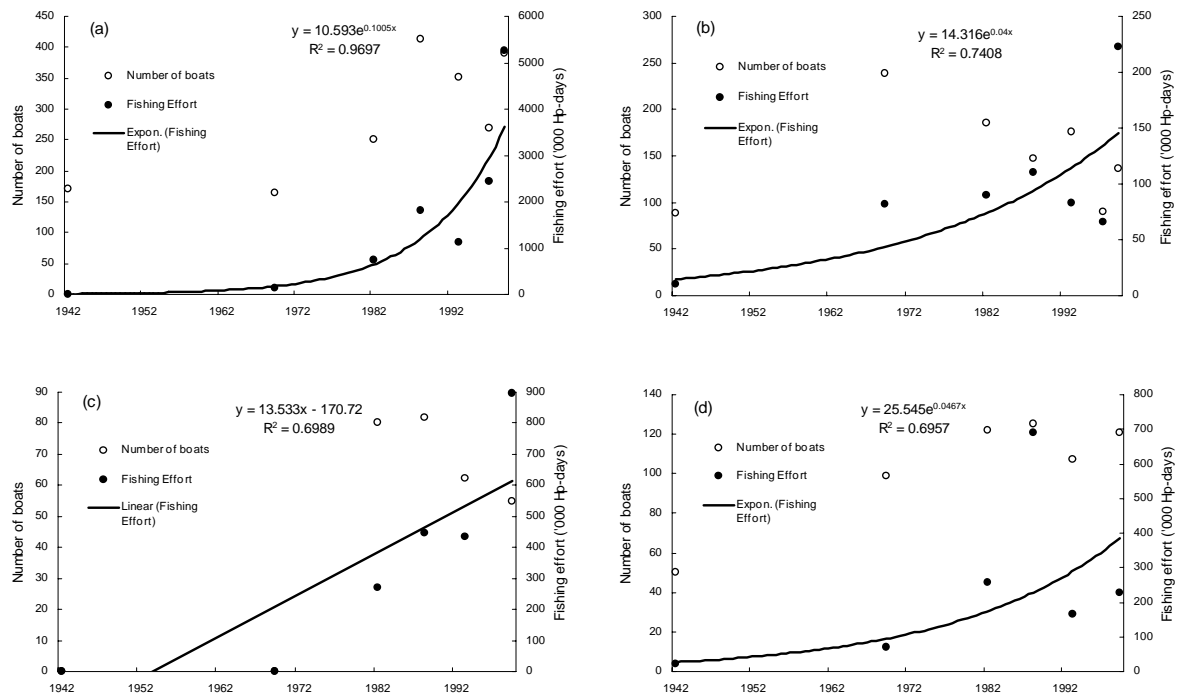 (a)
y = 10.593e^0.1005x
R² = 0.9697
Number of boats
Fishing Effort
Expon. (Fishing
Effort)
Number of boats
450
400
350
300
250
200
150
100
50
0
Fishing effort ('000 Hp-days)
6000
5000
4000
3000
2000
1000
0
1942 1952 1962 1972 1982 1992
(b)
y = 14.316e^0.04x
R² = 0.7408
Number of boats
Fishing Effort
Expon. (Fishing
Effort)
Number of boats
300
250
200
150
100
50
0
Fishing effort ('000 Hp-days)
250
200
150
100
50
0
1942 1952 1962 1972 1982 1992
(c)
y = 13.533x - 170.72
R² = 0.6989
Number of boats
Fishing Effort
Linear (Fishing
Effort)
Number of boats
90
80
70
60
50
40
30
20
10
0
Fishing effort ('000 Hp-days)
900
800
700
600
500
400
300
200
100
0
1942 1952 1962 1972 1982 1992
(d)
y = 25.545e^0.0467x
R² = 0.6957
Number of boats
Fishing Effort
Expon. (Fishing
Effort)
Number of boats
140
120
100
80
60
40
20
0
Fishing effort ('000 Hp-days)
800
700
600
500
400
300
200
100
0
1942 1952 1962 1972 1982 1992